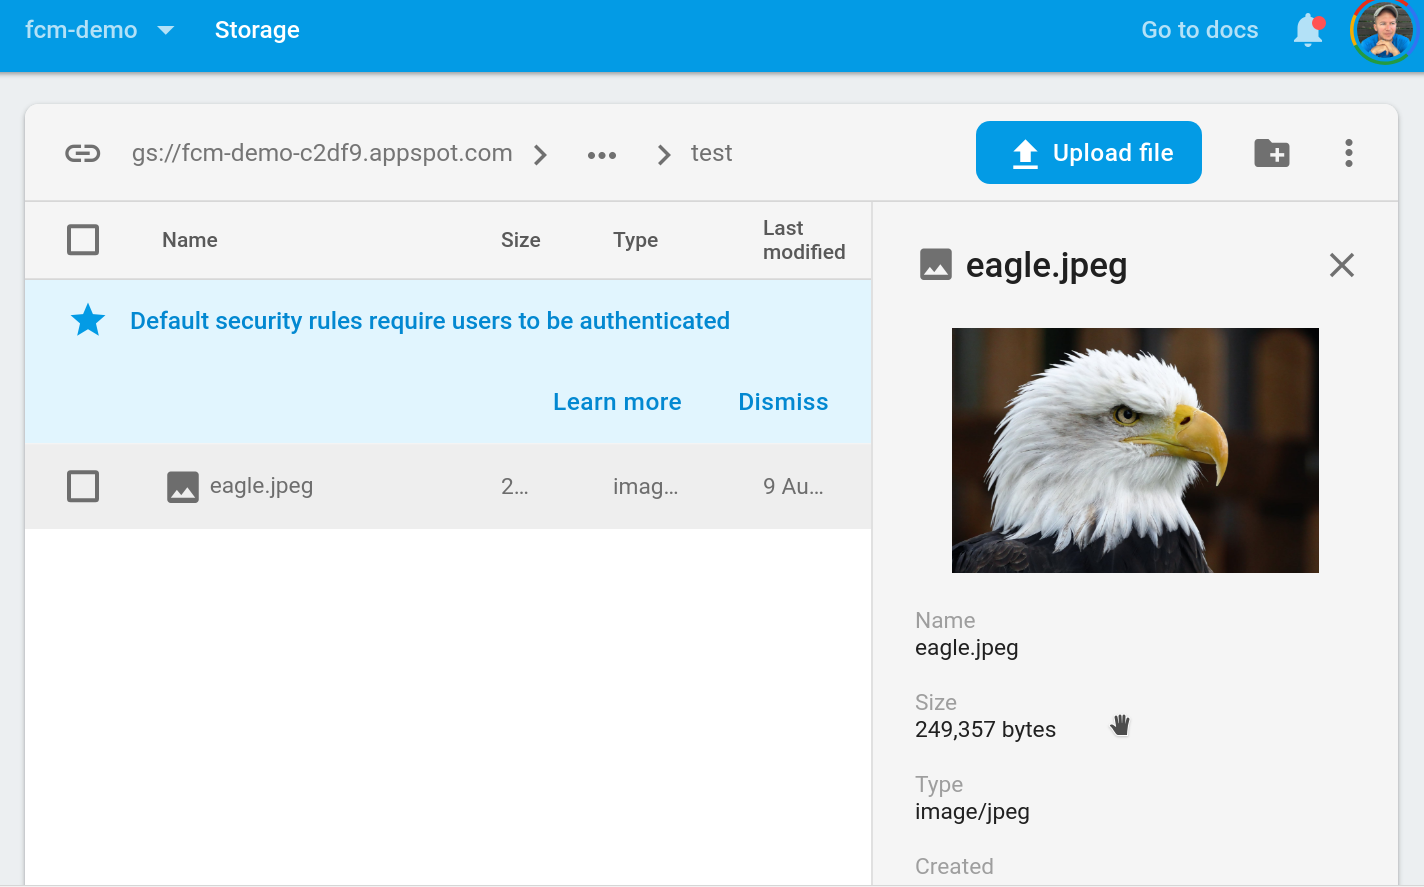 fcm-demo Storage Go to docs
gs://fcm-demo-c2df9.appspot.com ... test Upload file
Name Size Type Last modified
Default security rules require users to be authenticated
Learn more Dismiss
eagle.jpeg 2... imag... 9 Au...
eagle.jpeg
Name
eagle.jpeg
Size
249,357 bytes
Type
image/jpeg
Created